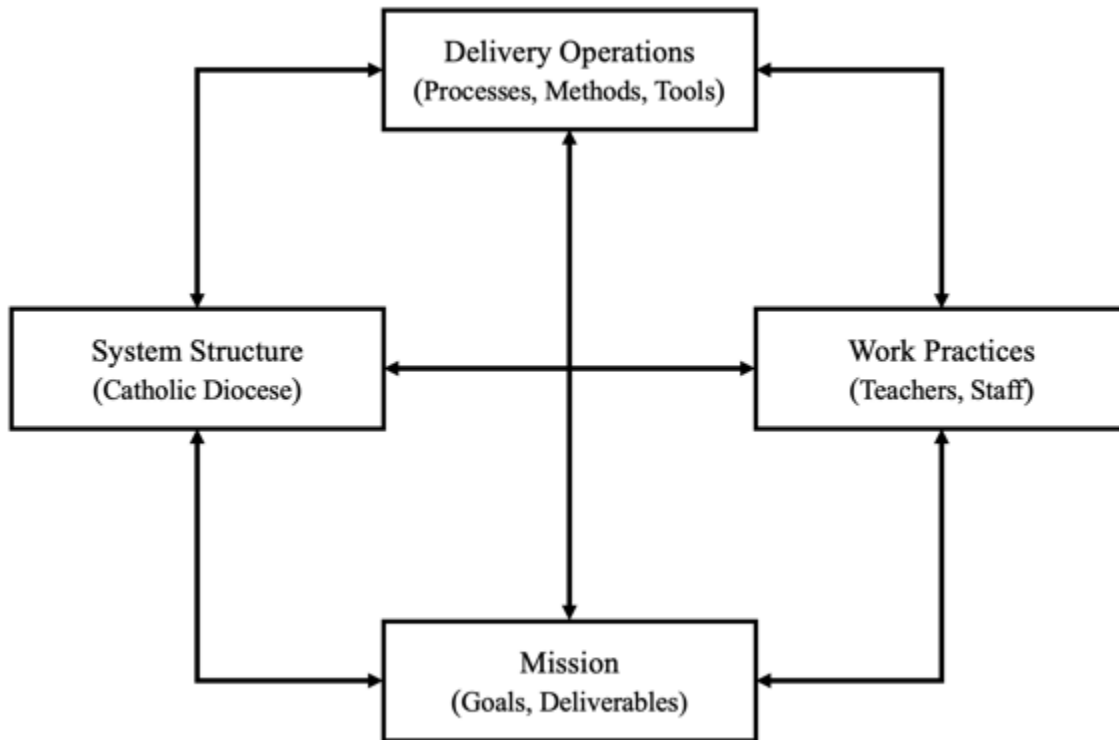 Delivery Operations
(Processes, Methods, Tools)
System Structure
(Catholic Diocese)
Work Practices
(Teachers, Staff)
Mission
(Goals, Deliverables)